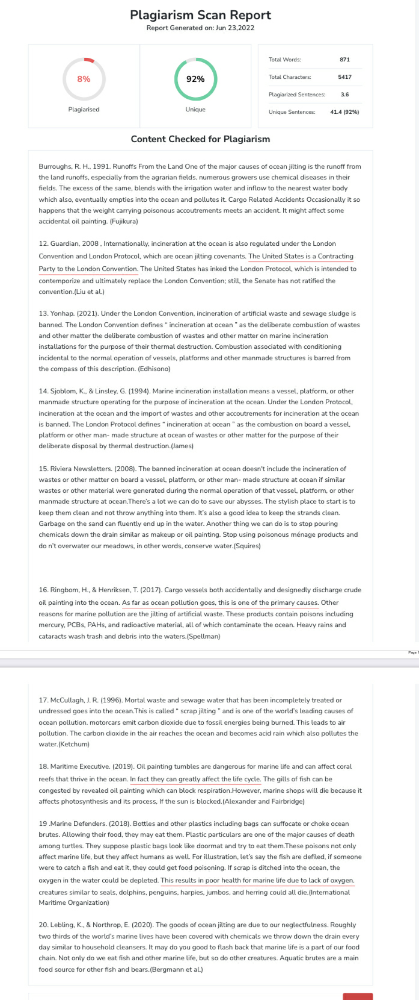 Plagiarism Scan Report
Report Generated on: Jun 23,2022
8%
Plagiarised
92%
Unique
Total Words: 871
Total Characters: 5417
Plagiarized Sentences: 3.6
Unique Sentences: 41.4 (92%)
Content Checked for Plagiarism
Burroughs, R. H., 1991. Runoffs From the Land One of the major causes of ocean jilting is the runoff from
the land runoffs, especially from the agrarian fields. numerous growers use chemical diseases in their
fields. The excess of the same, blends with the irrigation water and inflow to the nearest water body
which also, eventually empties into the ocean and pollutes it. Cargo Related Accidents Occasionally it so
happens that the weight carrying poisonous accoutrements meets an accident. It might affect some
accidental oil painting. (Fujikura)
12. Guardian, 2008 , Internationally, incineration at the ocean is also regulated under the London
Convention and London Protocol, which are ocean jilting covenants. The United States is a Contracting
Party to the London Convention. The United States has inked the London Protocol, which is intended to
contemporize and ultimately replace the London Convention; still, the Senate has not ratified the
convention.(Liu et al.)
13. Yonhap. (2021). Under the London Convention, incineration of artificial waste and sewage sludge is
banned. The London Convention defines “ incineration at ocean ” as the deliberate combustion of wastes
and other matter the deliberate combustion of wastes and other matter on marine incineration
installations for the purpose of their thermal destruction. Combustion associated with conditioning
incidental to the normal operation of vessels, platforms and other manmade structures is barred from
the compass of this description. (Edhisono)
14. Sjoblom, K., & Linsley, G. (1994). Marine incineration installation means a vessel, platform, or other
manmade structure operating for the purpose of incineration at the ocean. Under the London Protocol,
incineration at the ocean and the import of wastes and other accoutrements for incineration at the ocean
is banned. The London Protocol defines “ incineration at ocean ” as the combustion on board a vessel,
platform or other man- made structure at ocean of wastes or other matter for the purpose of their
deliberate disposal by thermal destruction.(James)
15. Riviera Newsletters. (2008). The banned incineration at ocean doesn't include the incineration of
wastes or other matter on board a vessel, platform, or other man- made structure at ocean if similar
wastes or other material were generated during the normal operation of that vessel, platform, or other
manmade structure at ocean.There’s a lot we can do to save our abysses. The stylish place to start is to
keep them clean and not throw anything into them. It’s also a good idea to keep the strands clean.
Garbage on the sand can fluently end up in the water. Another thing we can do is to stop pouring
chemicals down the drain similar as makeup or oil painting. Stop using poisonous ménage products and
do n’t overwater our meadows, in other words, conserve water.(Squires)
16. Ringbom, H., & Henriksen, T. (2017). Cargo vessels both accidentally and designedly discharge crude
oil painting into the ocean. As far as ocean pollution goes, this is one of the primary causes. Other
reasons for marine pollution are the jilting of artificial waste. These products contain poisons including
mercury, PCBs, PAHs, and radioactive material, all of which contaminate the ocean. Heavy rains and
cataracts wash trash and debris into the waters.(Spellman)
Page 1
17. McCullagh, J. R. (1996). Mortal waste and sewage water that has been incompletely treated or
undressed goes into the ocean.This is called “ scrap jilting ” and is one of the world’s leading causes of
ocean pollution. motorcars emit carbon dioxide due to fossil energies being burned. This leads to air
pollution. The carbon dioxide in the air reaches the ocean and becomes acid rain which also pollutes the
water.(Ketchum)
18. Maritime Executive. (2019). Oil painting tumbles are dangerous for marine life and can affect coral
reefs that thrive in the ocean. In fact they can greatly affect the life cycle. The gills of fish can be
congested by revealed oil painting which can block respiration.However, marine shops will die because it
affects photosynthesis and its process, If the sun is blocked.(Alexander and Fairbridge)
19 .Marine Defenders. (2018). Bottles and other plastics including bags can suffocate or choke ocean
brutes. Allowing their food, they may eat them. Plastic particulars are one of the major causes of death
among turtles. They suppose plastic bags look like doormat and try to eat them.These poisons not only
affect marine life, but they affect humans as well. For illustration, let’s say the fish are defiled, if someone
were to catch a fish and eat it, they could get food poisoning. If scrap is ditched into the ocean, the
oxygen in the water could be depleted. This results in poor health for marine life due to lack of oxygen.
creatures similar to seals, dolphins, penguins, harpies, jumbos, and herring could all die.(International
Maritime Organization)
20. Lebling, K., & Northrop, E. (2020). The goods of ocean jilting are due to our neglectfulness. Roughly
two thirds of the world’s marine lives have been covered with chemicals we throw down the drain every
day similar to household cleansers. It may do you good to flash back that marine life is a part of our food
chain. Not only do we eat fish and other marine life, but so do other creatures. Aquatic brutes are a main
food source for other fish and bears.(Bergmann et al.)